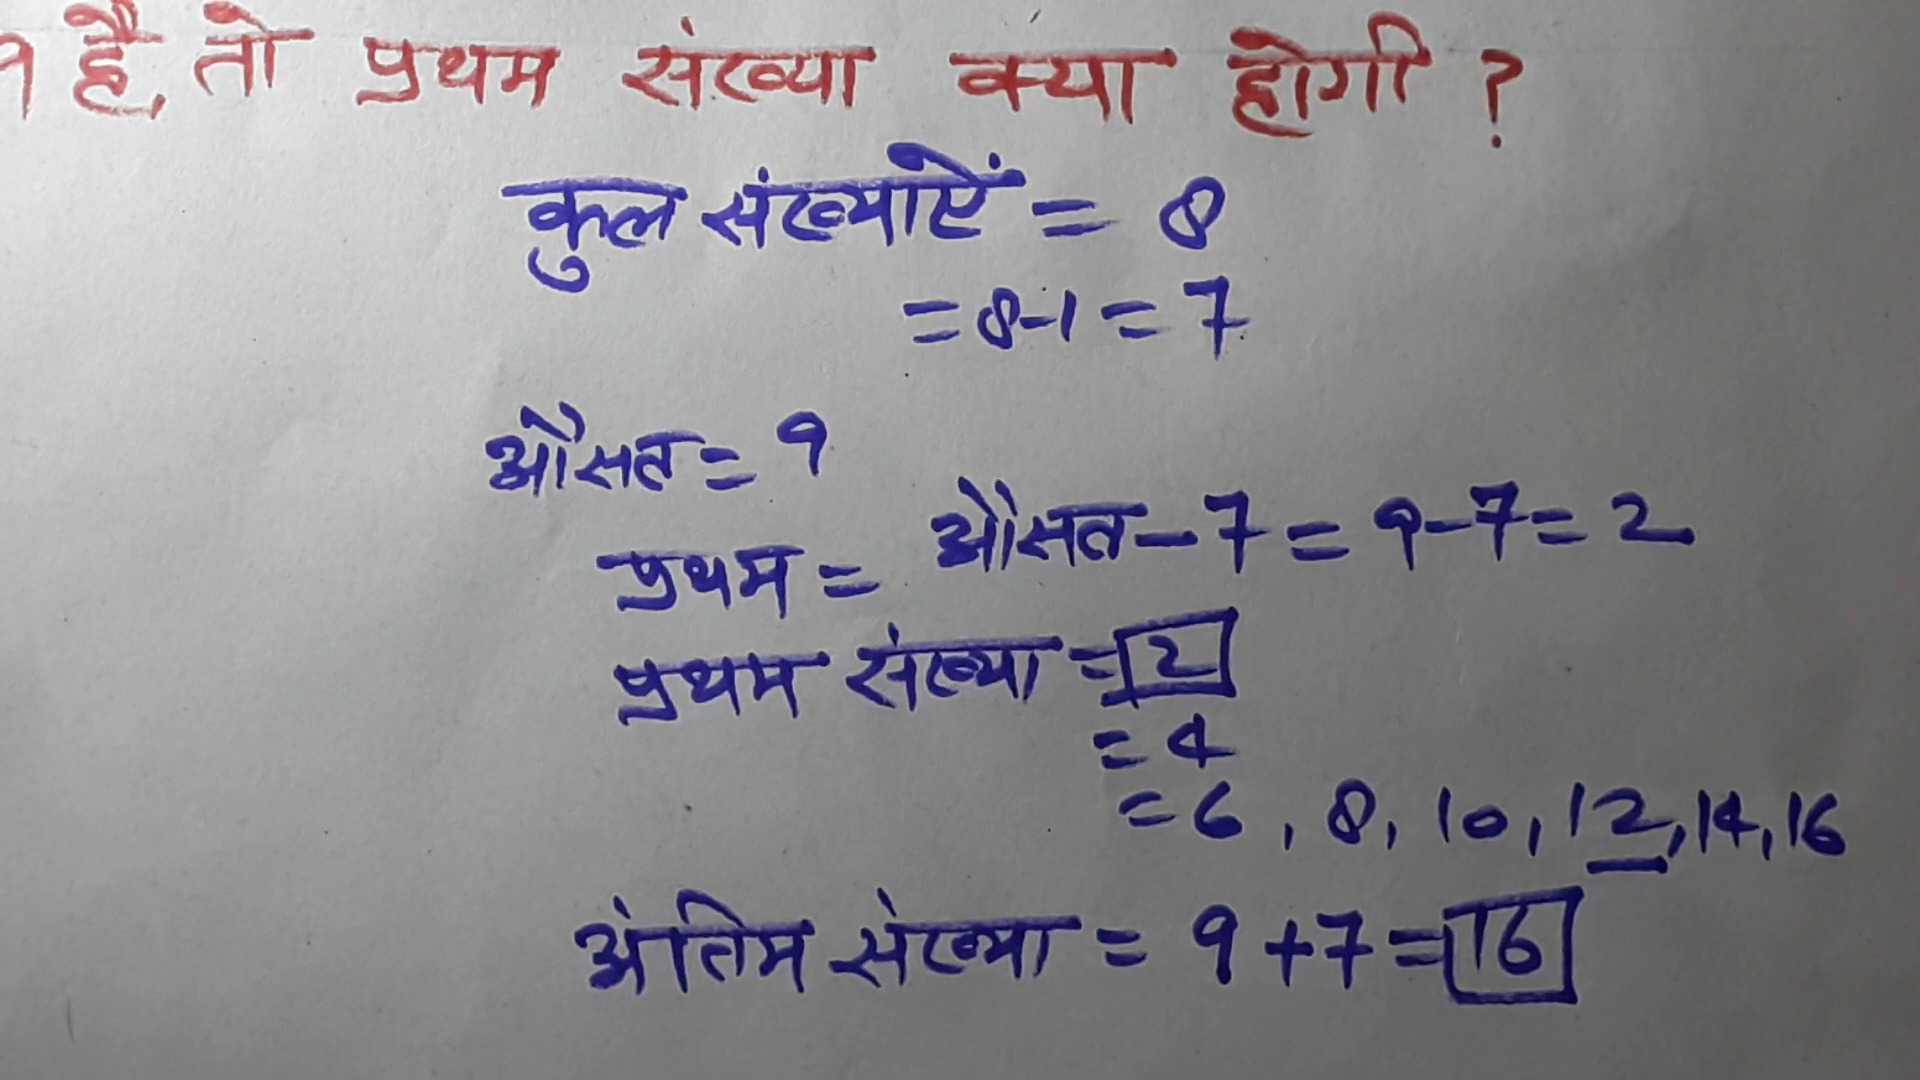 9 है, तो प्रथम संख्या क्या होगी ?
कुल संख्याऐं = 8
= 8-1 = 7
औसत = 9
प्रथम = औसत - 7 = 9-7 = 2
प्रथम संख्या = 2
= 4
= 6, 8, 10, 12, 14, 16
अंतिम संख्या = 9 + 7 = 16